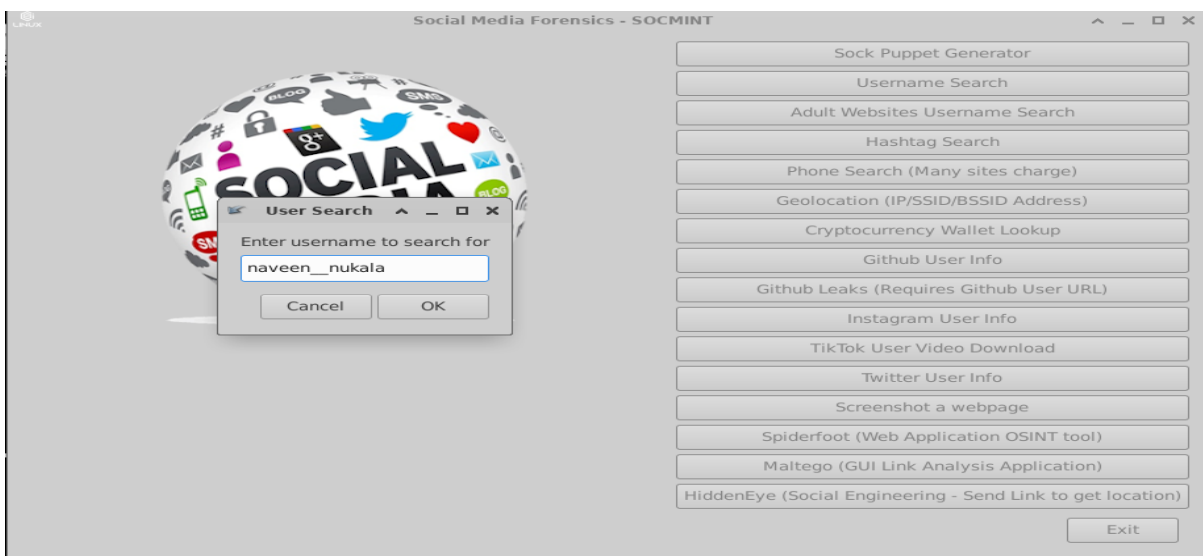 LINUX
Social Media Forensics - SOCMINT
BLOG
SMS
#
g+
SOCIAL
BLOG
User Search
Enter username to search for
naveen__nukala
Cancel
OK
Sock Puppet Generator
Username Search
Adult Websites Username Search
Hashtag Search
Phone Search (Many sites charge)
Geolocation (IP/SSID/BSSID Address)
Cryptocurrency Wallet Lookup
Github User Info
Github Leaks (Requires Github User URL)
Instagram User Info
TikTok User Video Download
Twitter User Info
Screenshot a webpage
Spiderfoot (Web Application OSINT tool)
Maltego (GUI Link Analysis Application)
HiddenEye (Social Engineering - Send Link to get location)
Exit